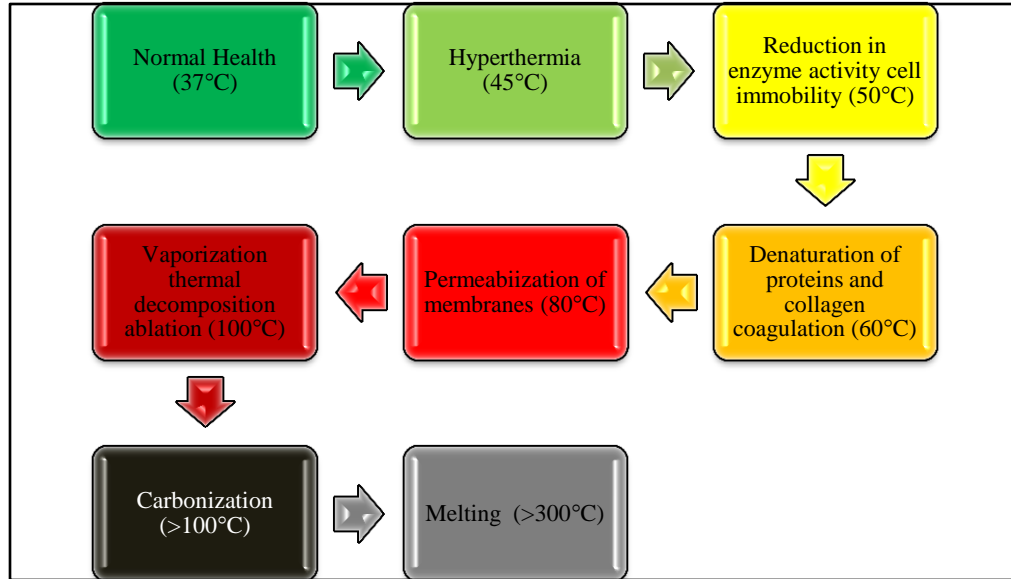 Normal Health
(37°C)
Hyperthermia
(45°C)
Reduction in
enzyme activity cell
immobility (50°C)
Denaturation of
proteins and
collagen
coagulation (60°C)
Permeabiization of
membranes (80°C)
Vaporization
thermal
decomposition
ablation (100°C)
Carbonization
(>100°C)
Melting (>300°C)